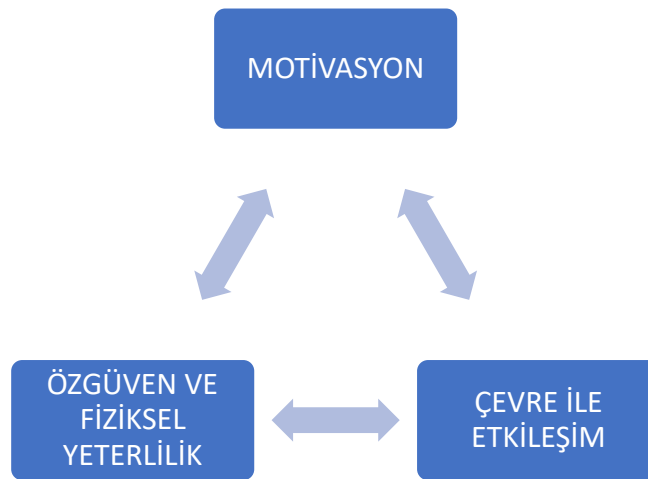 MOTİVASYON
ÖZGÜVEN VE
FİZİKSEL
YETERLİLİK
ÇEVRE İLE
ETKİLEŞİM